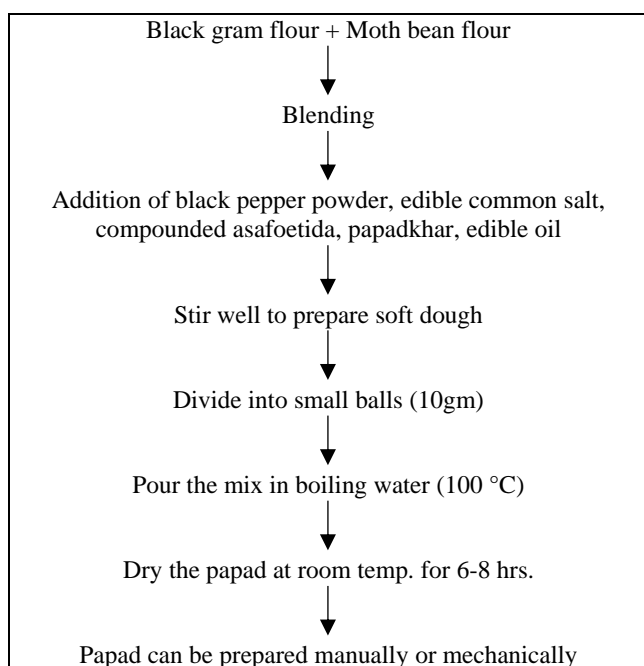 Black gram flour + Moth bean flour
Blending
Addition of black pepper powder, edible common salt,
compounded asafoetida, papadkhar, edible oil
Stir well to prepare soft dough
Divide into small balls (10gm)
Pour the mix in boiling water (100 °C)
Dry the papad at room temp. for 6-8 hrs.
Papad can be prepared manually or mechanically